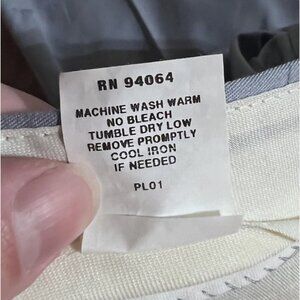 RN 94064
MACHINE WASH WARM
NO BLEACH
TUMBLE DRY LOW
REMOVE PROMPTLY
COOL IRON
IF NEEDED
PL01